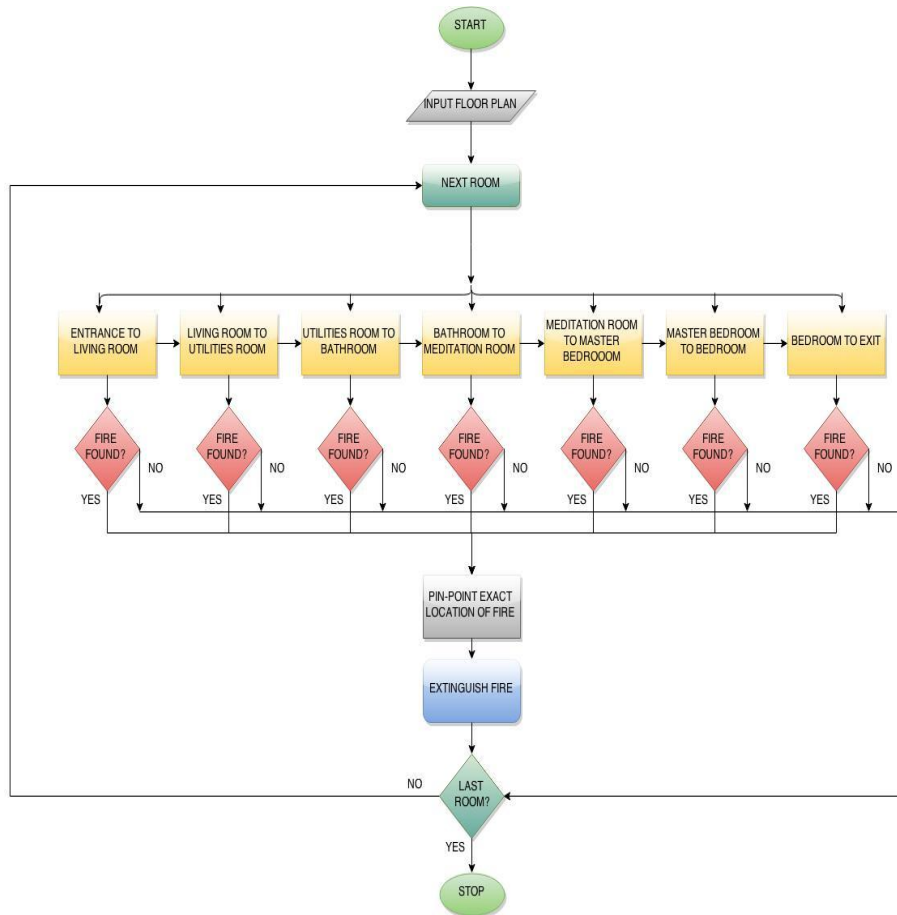 START
INPUT FLOOR PLAN
NEXT ROOM
ENTRANCE TO
LIVING ROOM
LIVING ROOM TO
UTILITIES ROOM
UTILITIES ROOM TO
BATHROOM
BATHROOM TO
MEDITATION ROOM
MEDITATION ROOM
TO MASTER
BEDROOOM
MASTER BEDROOM
TO BEDROOM
BEDROOM TO EXIT
FIRE
FOUND?
NO
YES
FIRE
FOUND?
NO
YES
FIRE
FOUND?
NO
YES
FIRE
FOUND?
NO
YES
FIRE
FOUND?
NO
YES
FIRE
FOUND?
NO
YES
FIRE
FOUND?
NO
YES
PIN-POINT EXACT
LOCATION OF FIRE
EXTINGUISH FIRE
NO
LAST
ROOM?
YES
STOP